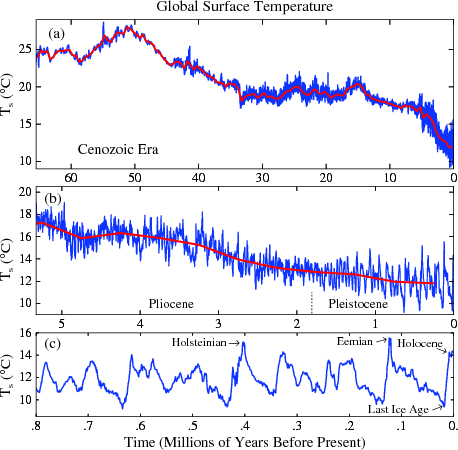 Global Surface Temperature
(a)
25
20
15
10
Ts (°C)
Cenozoic Era
60 50 40 30 20 10 0
(b)
20
18
16
14
12
10
Ts (°C)
Pliocene Pleistocene
5 4 3 2 1 0
(c)
16
14
12
10
Ts (°C)
Holsteinian
Eemian
Holocene
Last Ice Age
.8 .7 .6 .5 .4 .3 .2 .1 0.
Time (Millions of Years Before Present)